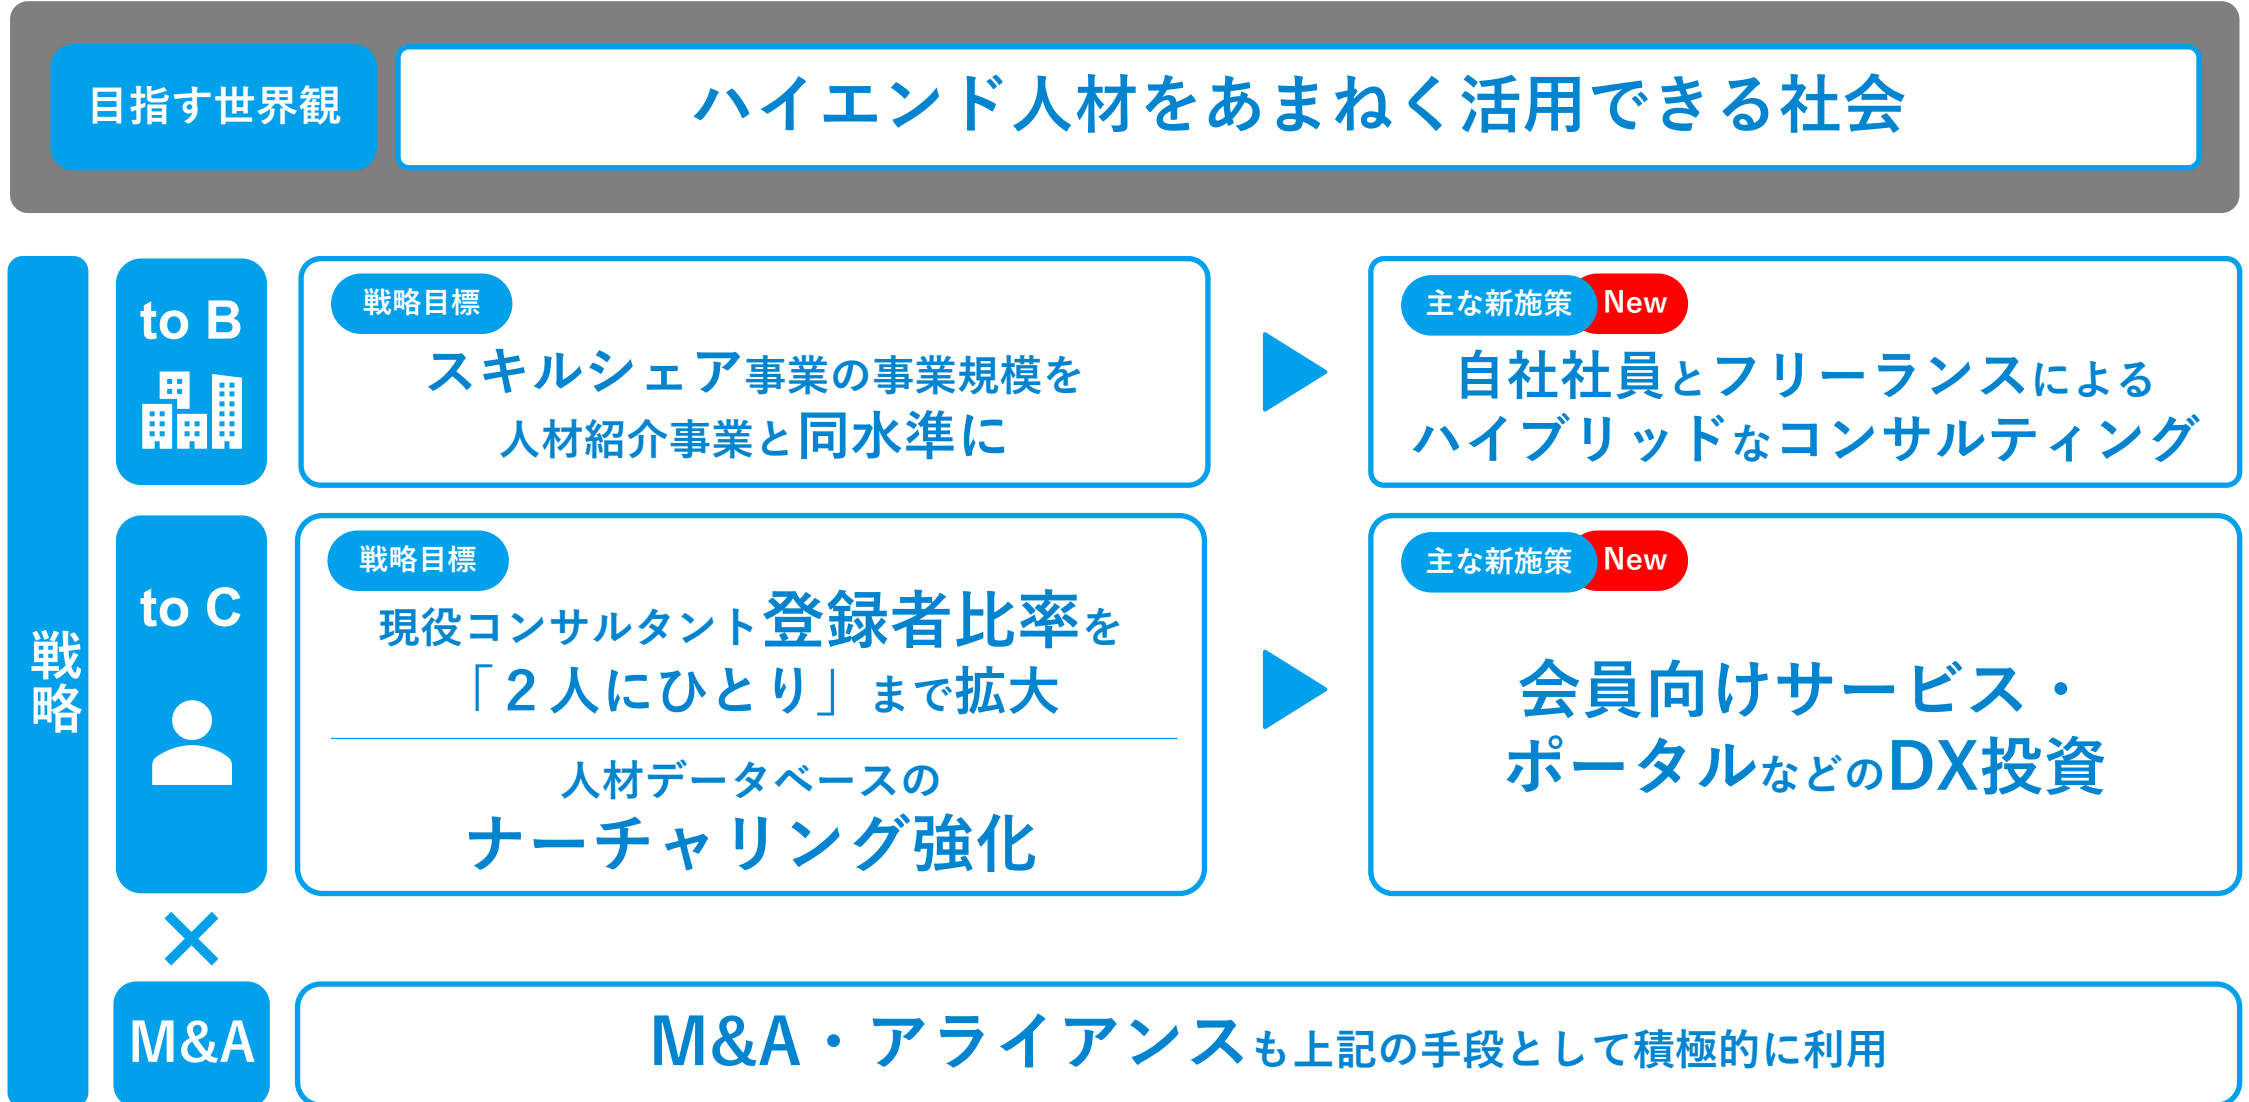 目指す世界観
ハイエンド人材をあまねく活用できる社会
戦略
to B
戦略目標
スキルシェア事業の事業規模を
人材紹介事業と同水準に
主な新施策 New
自社社員とフリーランスによる
ハイブリッドなコンサルティング
to C
戦略目標
現役コンサルタント登録者比率を
「２人にひとり」まで拡大
人材データベースの
ナーチャリング強化
主な新施策 New
会員向けサービス・
ポータルなどのDX投資
×
M&A
M&A・アライアンスも上記の手段として積極的に利用